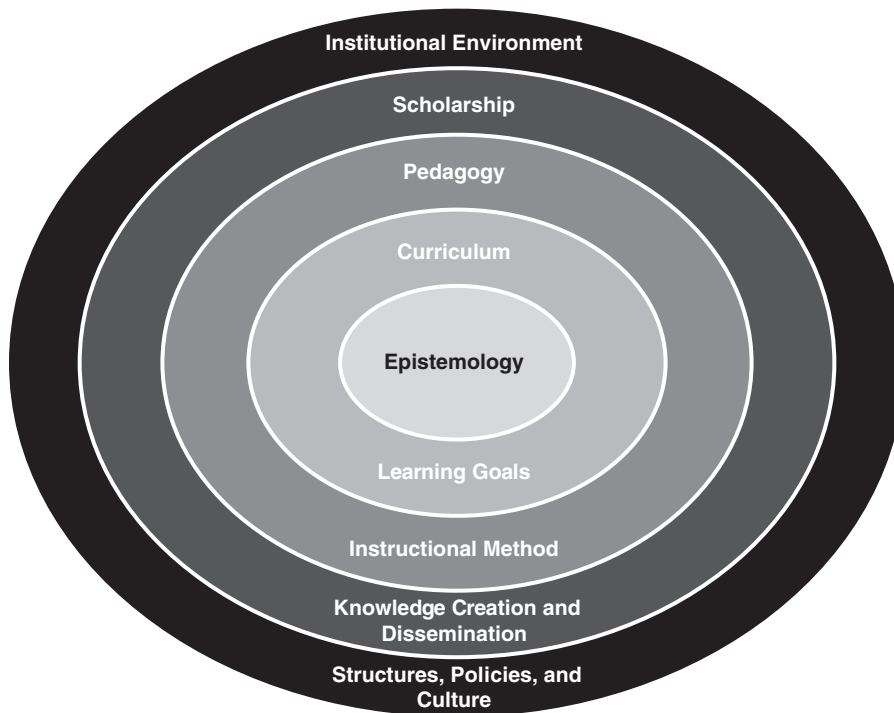 Institutional Environment
Scholarship
Pedagogy
Curriculum
Epistemology
Learning Goals
Instructional Method
Knowledge Creation and
Dissemination
Structures, Policies, and
Culture